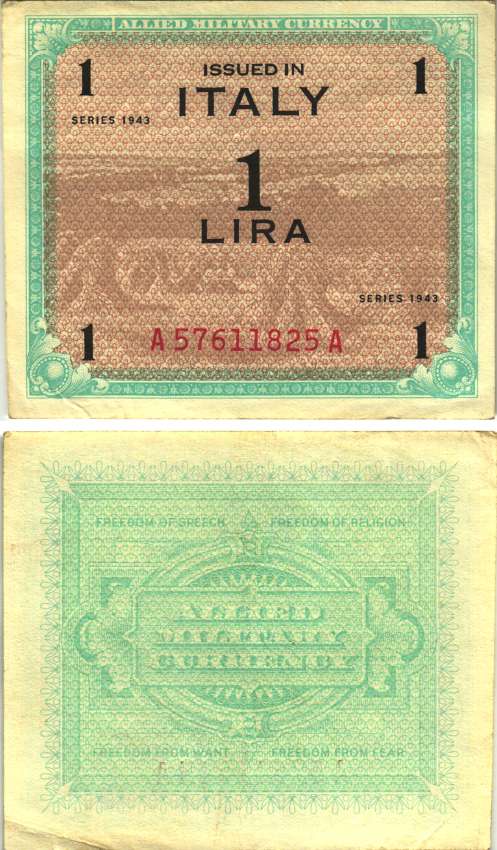 ALLIED MILITARY CURRENCY
1 ISSUED IN 1
ITALY
SERIES 1943
1
LIRA
SERIES 1943
1 A 57611825 A 1
FREEDOM OF SPEECH FREEDOM OF RELIGION
ALLIED
MILITARY
CURRENCY
FREEDOM FROM WANT FREEDOM FROM FEAR